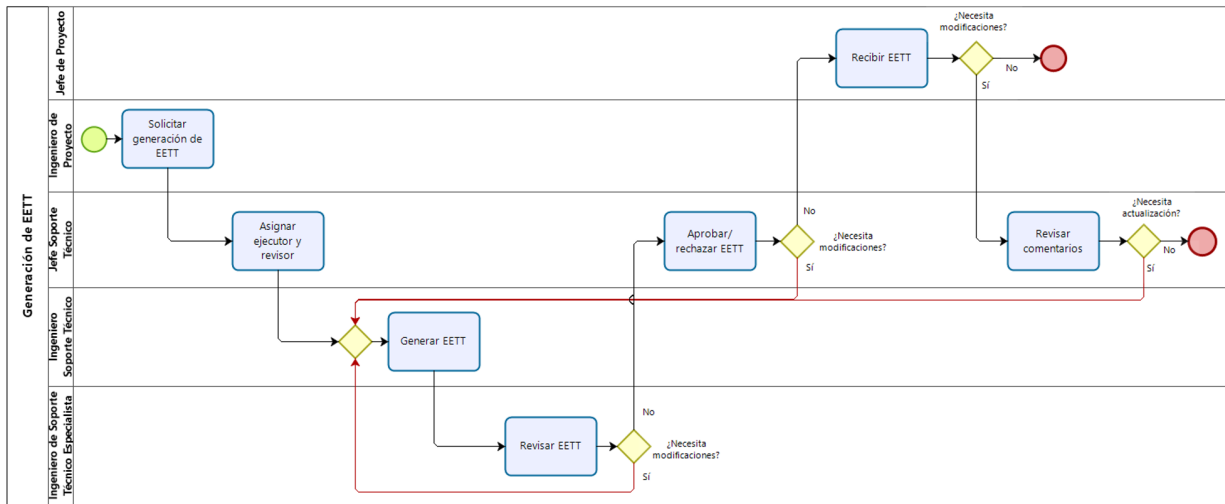 Generación de EETT
Jefe de Proyecto
¿Necesita
modificaciones?
Recibir EETT
No
Sí
Ingeniero de
Proyecto
Solicitar
generación de
EETT
Jefe Soporte
Técnico
Asignar
ejecutor y
revisor
Aprobar/
rechazar EETT
No
¿Necesita
modificaciones?
Sí
Revisar
comentarios
¿Necesita
actualización?
No
Sí
Ingeniero
Soporte Técnico
Generar EETT
Ingeniero de Soporte
Técnico Especialista
Revisar EETT
No
¿Necesita
modificaciones?
Sí